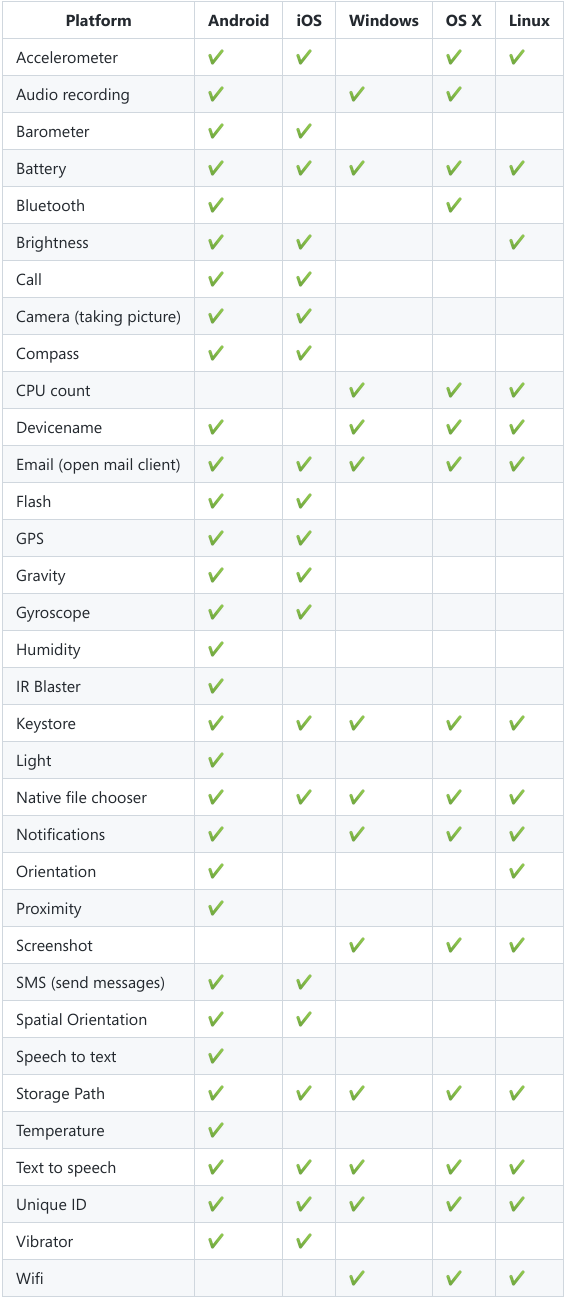 Platform Android iOS Windows OS X Linux
Accelerometer ✔ ✔ ✔ ✔
Audio recording ✔ ✔ ✔
Barometer ✔ ✔
Battery ✔ ✔ ✔ ✔ ✔
Bluetooth ✔ ✔
Brightness ✔ ✔ ✔
Call ✔ ✔
Camera (taking picture) ✔ ✔
Compass ✔ ✔
CPU count ✔ ✔ ✔
Devicename ✔ ✔ ✔ ✔
Email (open mail client) ✔ ✔ ✔ ✔ ✔
Flash ✔ ✔
GPS ✔ ✔
Gravity ✔ ✔
Gyroscope ✔ ✔
Humidity ✔
IR Blaster ✔
Keystore ✔ ✔ ✔ ✔ ✔
Light ✔
Native file chooser ✔ ✔ ✔ ✔ ✔
Notifications ✔ ✔ ✔ ✔
Orientation ✔ ✔
Proximity ✔
Screenshot ✔ ✔ ✔
SMS (send messages) ✔ ✔
Spatial Orientation ✔ ✔
Speech to text ✔
Storage Path ✔ ✔ ✔ ✔ ✔
Temperature ✔
Text to speech ✔ ✔ ✔ ✔ ✔
Unique ID ✔ ✔ ✔ ✔ ✔
Vibrator ✔ ✔
Wifi ✔ ✔ ✔